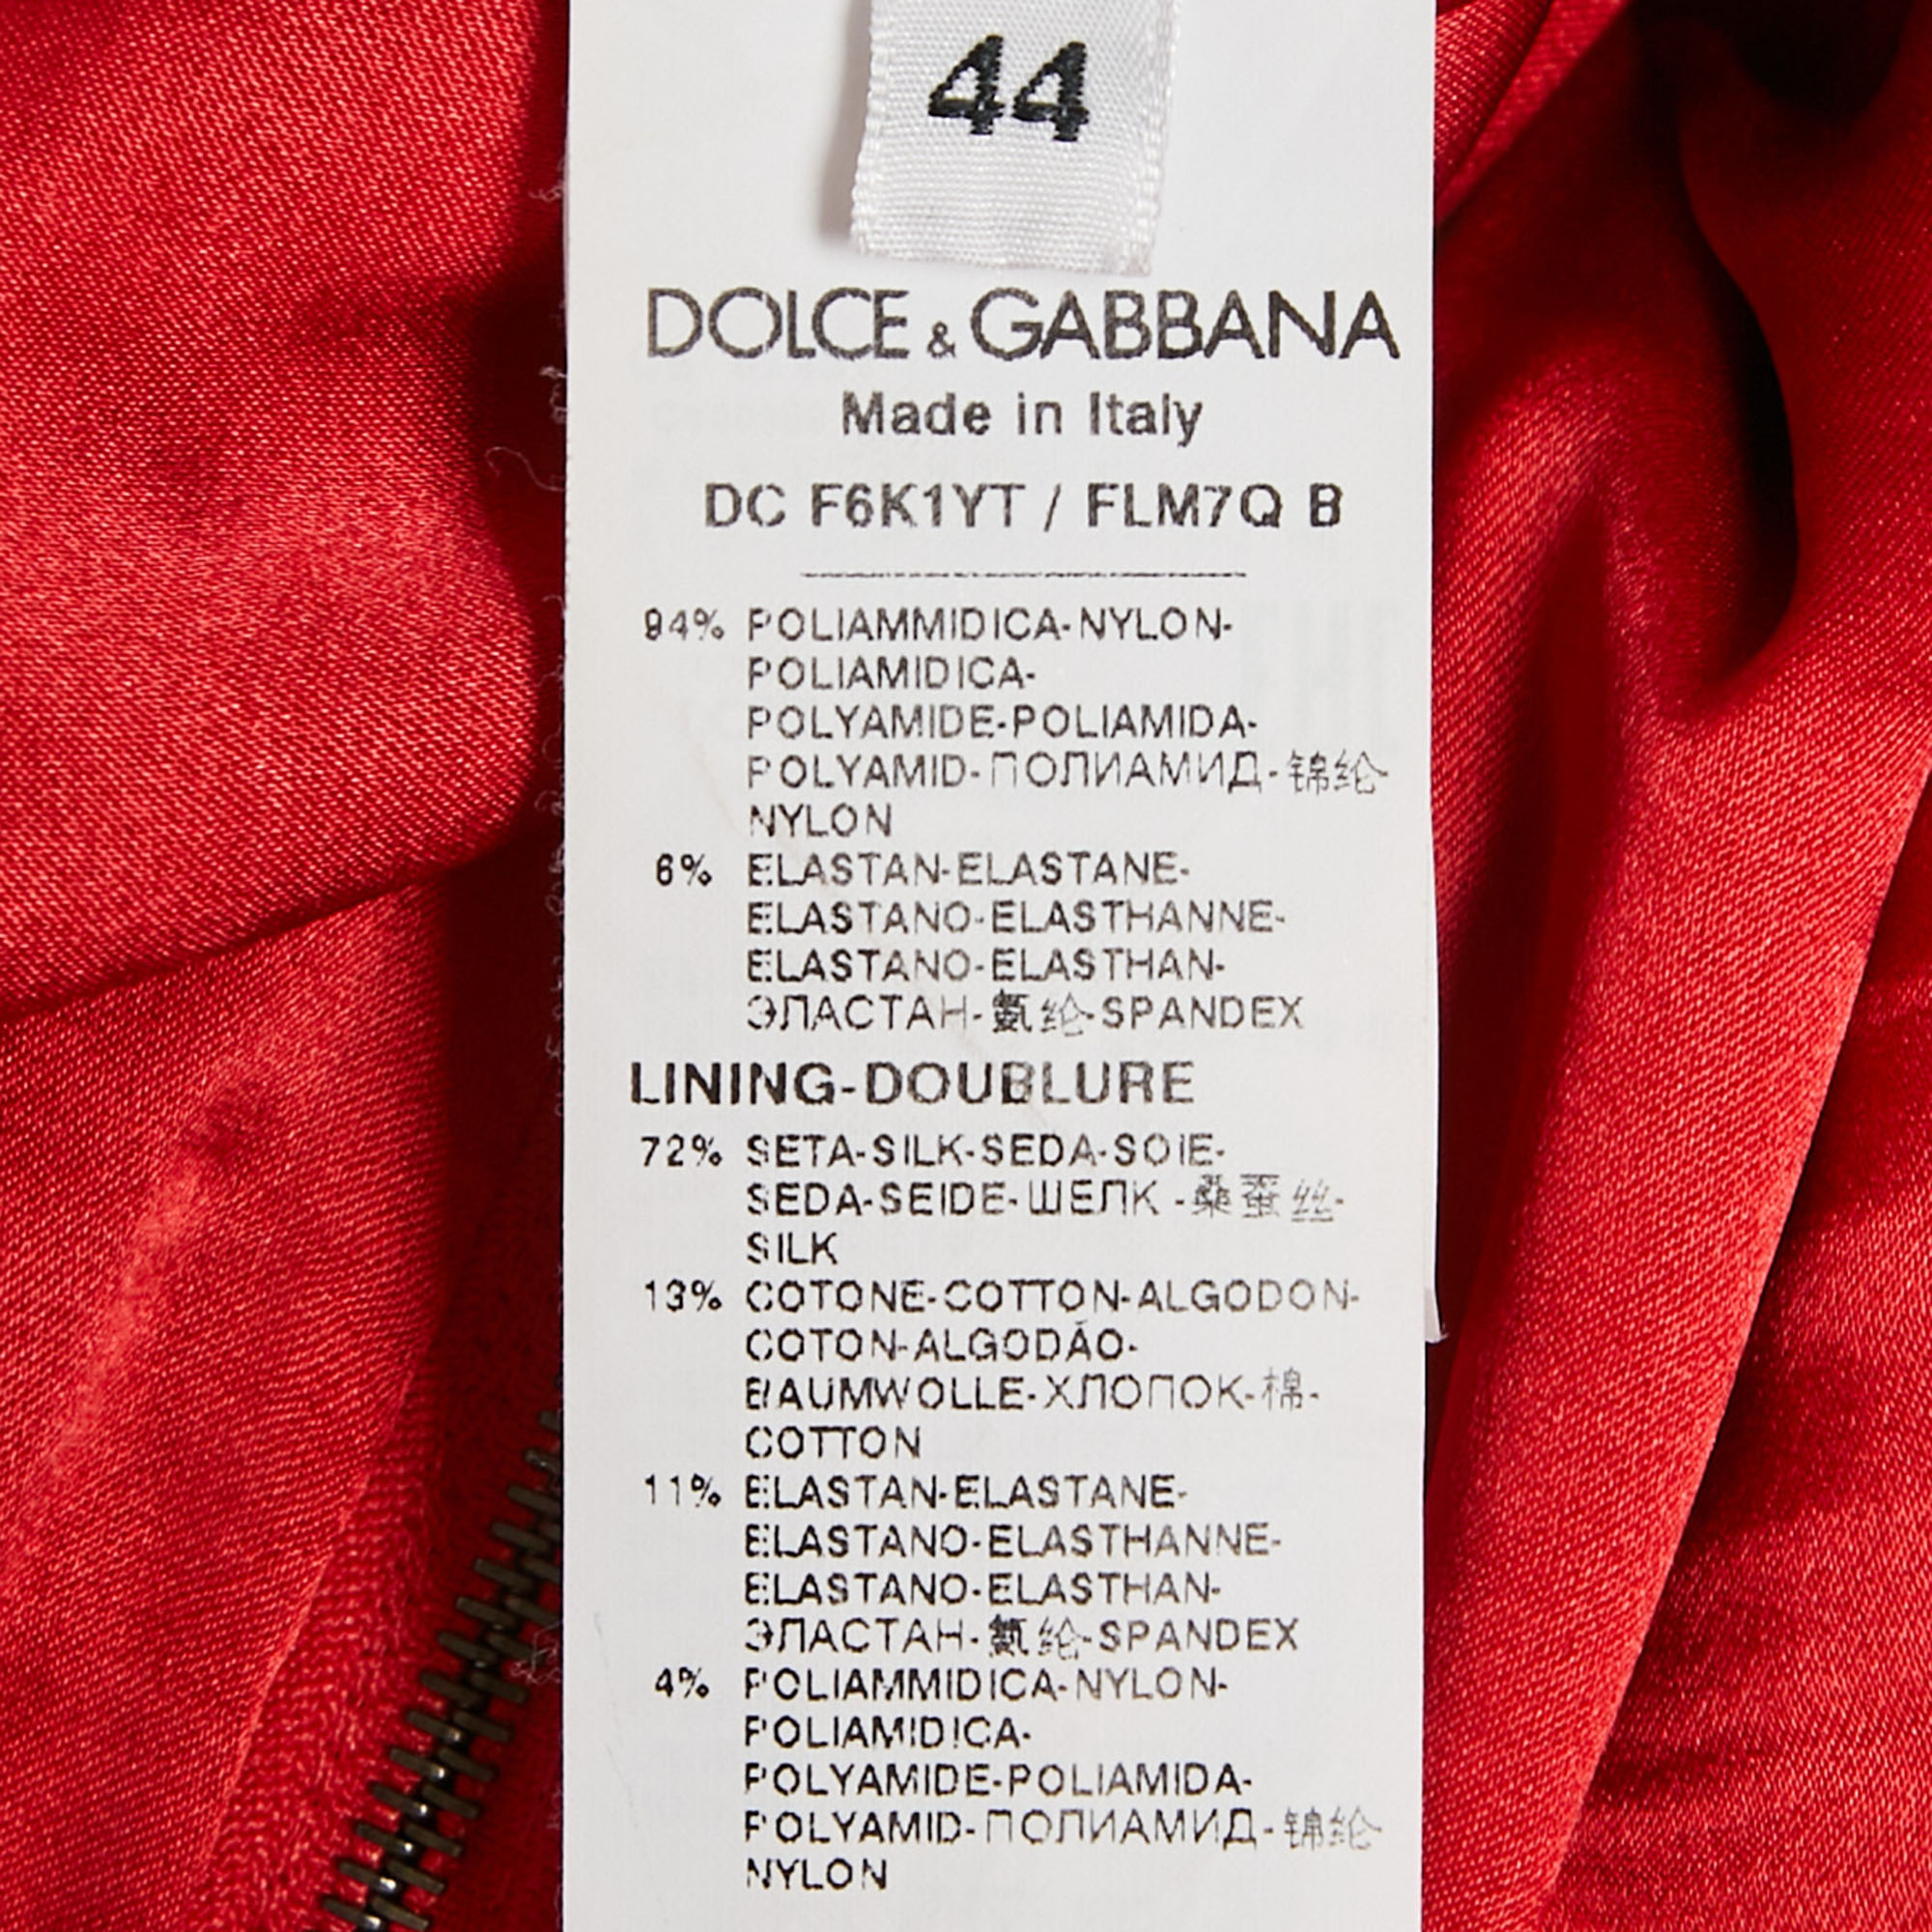 44
DOLCE & GABBANA
Made in Italy
DC F6K1YT / FLM7Q B
94% POLIAMMIDICA-NYLON-
POLIAMIDICA-
POLYAMIDE-POLIAMIDA-
POLYAMID-ПОЛИАМИД-锦纶-
NYLON
6% ELASTAN-ELASTANE-
ELASTANO-ELASTHANNE-
ELASTANO-ELASTHAN-
ЭЛАСТАН-氨纶-SPANDEX
LINING-DOUBLURE
72% SETA-SILK-SEDA-SOIE-
SEDA-SEIDE-ШЕЛК -桑蚕丝-
SILK
13% COTONE-COTTON-ALGODON-
COTON-ALGODÃO-
BAUMWOLLE-ХЛОПОК-棉-
COTTON
11% ELASTAN-ELASTANE-
ELASTANO-ELASTHANNE-
ELASTANO-ELASTHAN-
ЭЛАСТАН-氨纶-SPANDEX
4% POLIAMMIDICA-NYLON-
POLIAMIDICA-
POLYAMIDE-POLIAMIDA-
POLYAMID-ПОЛИАМИД-锦纶-
NYLON